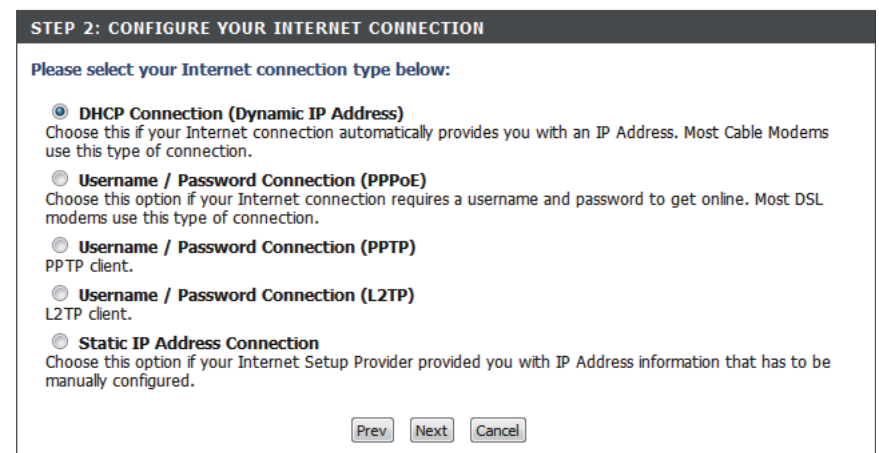 STEP 2: CONFIGURE YOUR INTERNET CONNECTION
Please select your Internet connection type below:
DHCP Connection (Dynamic IP Address)
Choose this if your Internet connection automatically provides you with an IP Address. Most Cable Modems
use this type of connection.
Username / Password Connection (PPPoE)
Choose this option if your Internet connection requires a username and password to get online. Most DSL
modems use this type of connection.
Username / Password Connection (PPTP)
PPTP client.
Username / Password Connection (L2TP)
L2TP client.
Static IP Address Connection
Choose this option if your Internet Setup Provider provided you with IP Address information that has to be
manually configured.
Prev Next Cancel